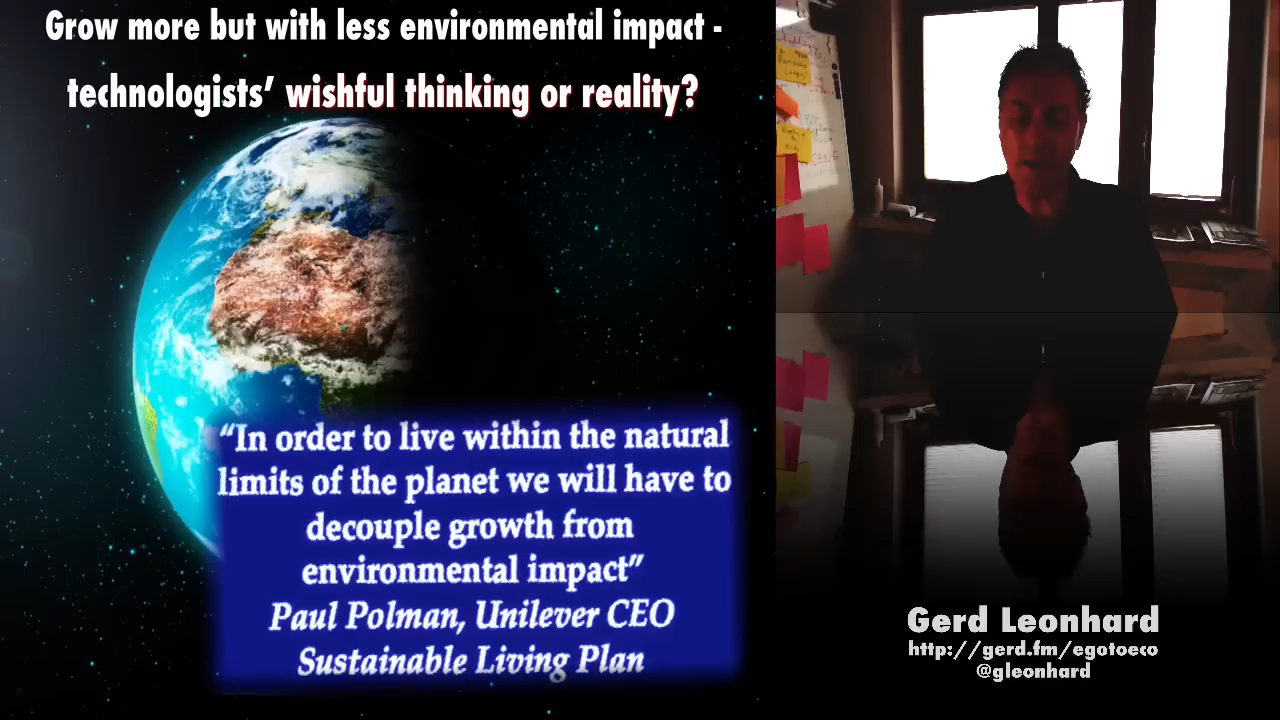 Grow more but with less environmental impact -
technologists’ wishful thinking or reality?
“In order to live within the natural
limits of the planet we will have to
decouple growth from
environmental impact”
Paul Polman, Unilever CEO
Sustainable Living Plan
Gerd Leonhard
http://gerd.fm/egotoeco
@gleonhard